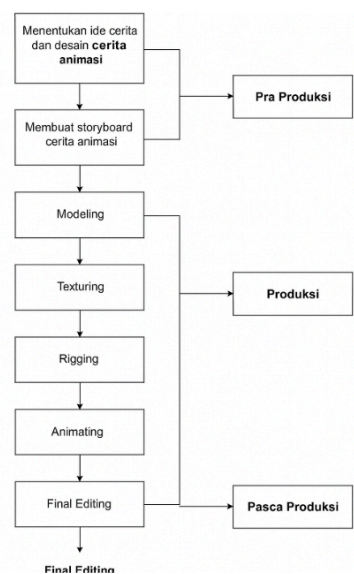 Menentukan ide cerita
dan desain cerita
animasi
Pra Produksi
Membuat storyboard
cerita animasi
Modeling
Texturing
Produksi
Rigging
Animating
Final Editing
Pasca Produksi
Final Editing